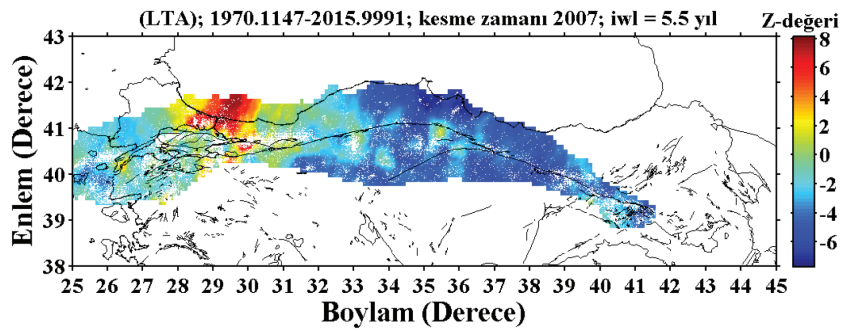 (LTA); 1970.1147-2015.9991; kesme zamanı 2007; iwl = 5.5 yıl
Z-değeri
43
42
41
40
39
38
Enlem (Derece)
25 26 27 28 29 30 31 32 33 34 35 36 37 38 39 40 41 42 43 44 45
Boylam (Derece)
8
6
4
2
0
-2
-4
-6